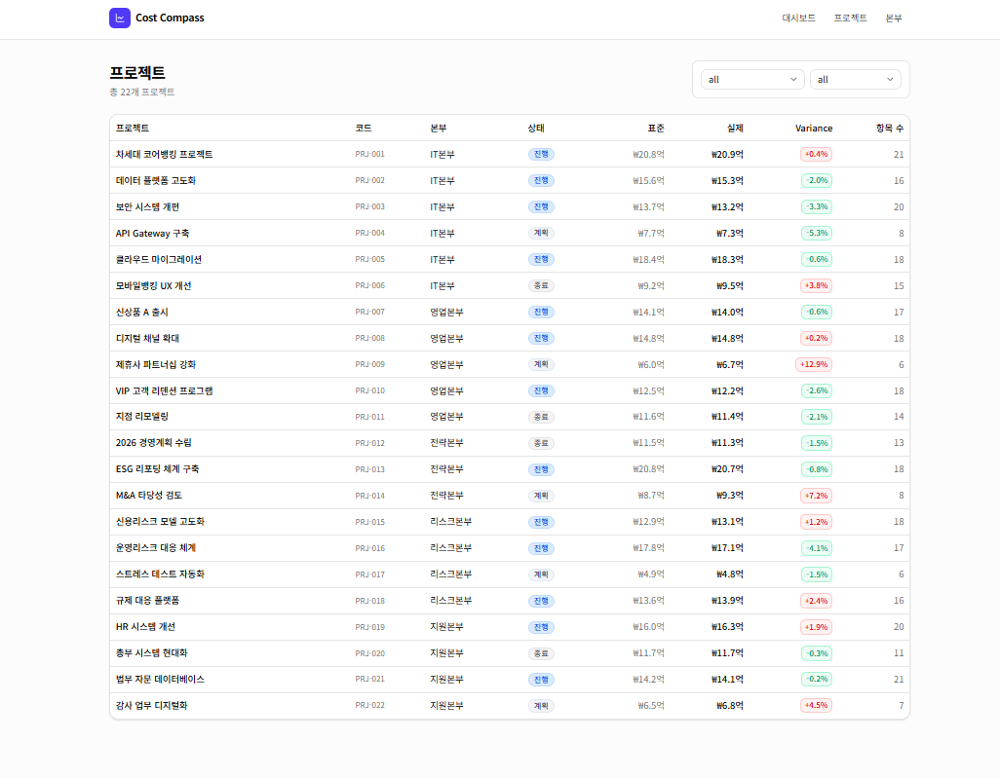 Cost Compass
대시보드 프로젝트 본부
프로젝트
총 22개 프로젝트
all all
프로젝트 코드 본부 상태 표준 실제 Variance 항목 수
차세대 코어뱅킹 프로젝트 PRJ-001 IT본부 진행 ₩20.8억 ₩20.9억 +0.4% 21
데이터 플랫폼 고도화 PRJ-002 IT본부 진행 ₩15.6억 ₩15.3억 -2.0% 16
보안 시스템 개편 PRJ-003 IT본부 진행 ₩13.7억 ₩13.2억 -3.3% 20
API Gateway 구축 PRJ-004 IT본부 계획 ₩7.7억 ₩7.3억 -5.3% 8
클라우드 마이그레이션 PRJ-005 IT본부 진행 ₩18.4억 ₩18.3억 -0.6% 18
모바일뱅킹 UX 개선 PRJ-006 IT본부 종료 ₩9.2억 ₩9.5억 +3.8% 15
신상품 A 출시 PRJ-007 영업본부 진행 ₩14.1억 ₩14.0억 -0.6% 17
디지털 채널 확대 PRJ-008 영업본부 진행 ₩14.8억 ₩14.8억 +0.2% 18
제휴사 파트너십 강화 PRJ-009 영업본부 계획 ₩6.0억 ₩6.7억 +12.9% 6
VIP 고객 리텐션 프로그램 PRJ-010 영업본부 진행 ₩12.5억 ₩12.2억 -2.6% 18
지점 리모델링 PRJ-011 영업본부 종료 ₩11.6억 ₩11.4억 -2.1% 14
2026 경영계획 수립 PRJ-012 전략본부 종료 ₩11.5억 ₩11.3억 -1.5% 13
ESG 리포팅 체계 구축 PRJ-013 전략본부 진행 ₩20.8억 ₩20.7억 -0.8% 18
M&A 타당성 검토 PRJ-014 전략본부 계획 ₩8.7억 ₩9.3억 +7.2% 8
신용리스크 모델 고도화 PRJ-015 리스크본부 진행 ₩12.9억 ₩13.1억 +1.2% 18
운영리스크 대응 체계 PRJ-016 리스크본부 진행 ₩17.8억 ₩17.1억 -4.1% 17
스트레스 테스트 자동화 PRJ-017 리스크본부 계획 ₩4.9억 ₩4.8억 -1.5% 6
규제 대응 플랫폼 PRJ-018 리스크본부 진행 ₩13.6억 ₩13.9억 +2.4% 16
HR 시스템 개선 PRJ-019 지원본부 진행 ₩16.0억 ₩16.3억 +1.9% 20
총무 시스템 현대화 PRJ-020 지원본부 종료 ₩11.7억 ₩11.7억 -0.3% 11
법무 자문 데이터베이스 PRJ-021 지원본부 진행 ₩14.2억 ₩14.1억 -0.2% 21
감사 업무 디지털화 PRJ-022 지원본부 계획 ₩6.5억 ₩6.8억 +4.5% 7